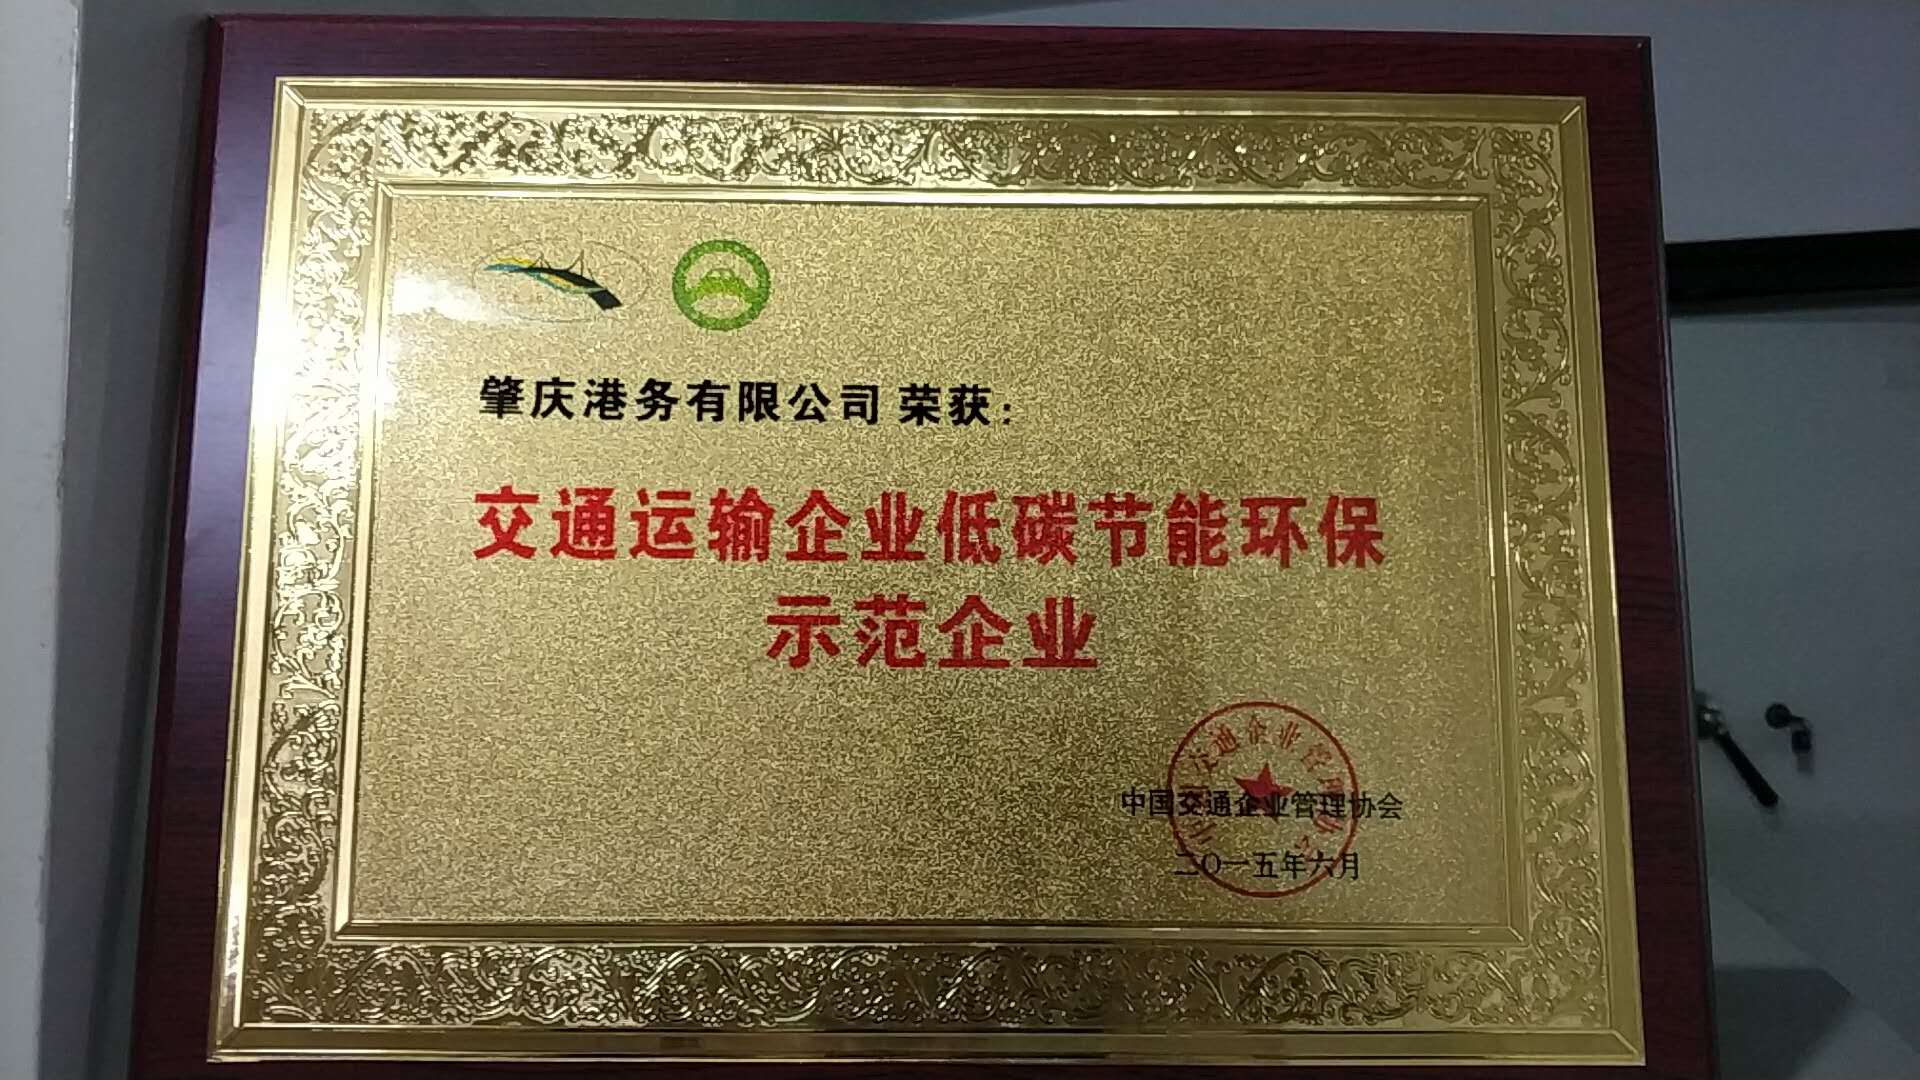 肇庆港务有限公司 荣获：
交通运输企业低碳节能环保
示范企业
中国交通企业管理协会
二〇一五年六月